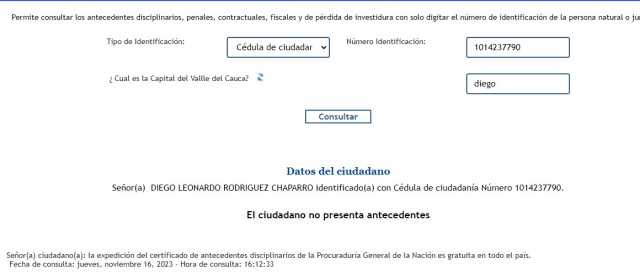 Permite consultar los antecedentes disciplinarios, penales, contractuales, fiscales y de pérdida de investidura con solo digitar el número de identificación de la persona natural o
Tipo de Identificación:
Cédula de ciudadar
Número Identificación:
1014237790
¿ Cual es la Capital del Vallle del Cauca?
diego
Consultar
Datos del ciudadano
Señor(a) DIEGO LEONARDO RODRIGUEZ CHAPARRO identificado(a) con Cédula de ciudadanía Número 1014237790.
El ciudadano no presenta antecedentes
Señor(a) ciudadano(a): la expedición del certificado de antecedentes disciplinarios de la Procuraduría General de la Nación es gratuita en todo el país.
Fecha de consulta: jueves, noviembre 16, 2023 - Hora de consulta: 16:12:33